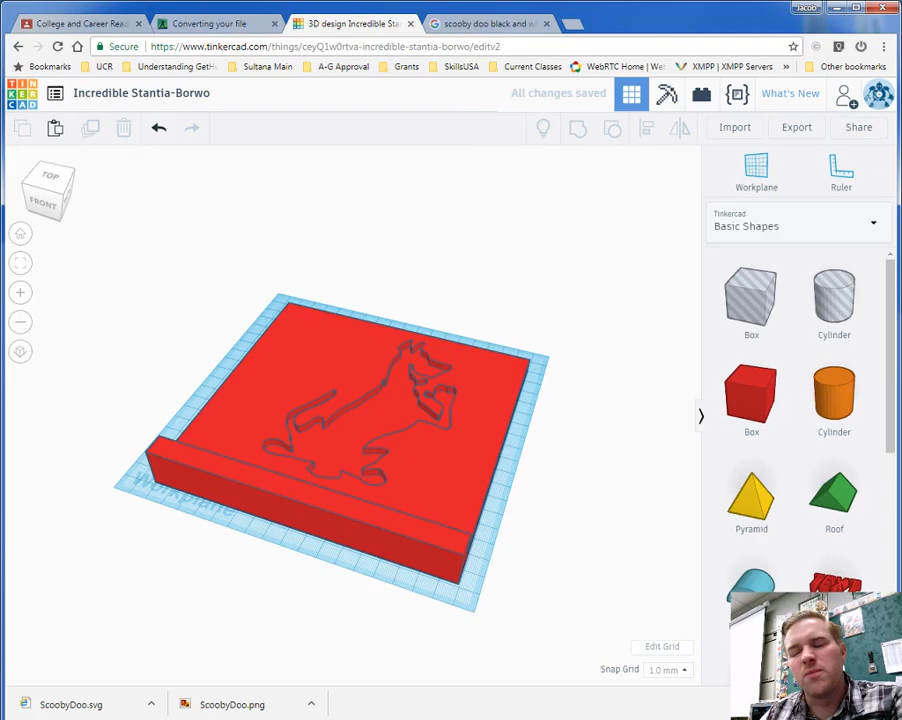 Jacob
College and Career Read
Converting your file
3D design Incredible Sta
scooby doo black and wh
Secure https://www.tinkercad.com/things/ceyQ1w0rtva-incredible-stantia-borwo/editv2
Bookmarks UCR Understanding GetH Sultana Main A-G Approval Grants SkillsUSA Current Classes WebRTC Home | Wel XMPP | XMPP Servers » Other bookmarks
TIN
KER
CAD
Incredible Stantia-Borwo
All changes saved
What's New
Import Export Share
TOP
FRONT
Workplane Ruler
Tinkercad
Basic Shapes
Box Cylinder
Box Cylinder
Pyramid Roof
TEXT
Workplane
Edit Grid
Snap Grid 1.0 mm
ScoobyDoo.svg
ScoobyDoo.png